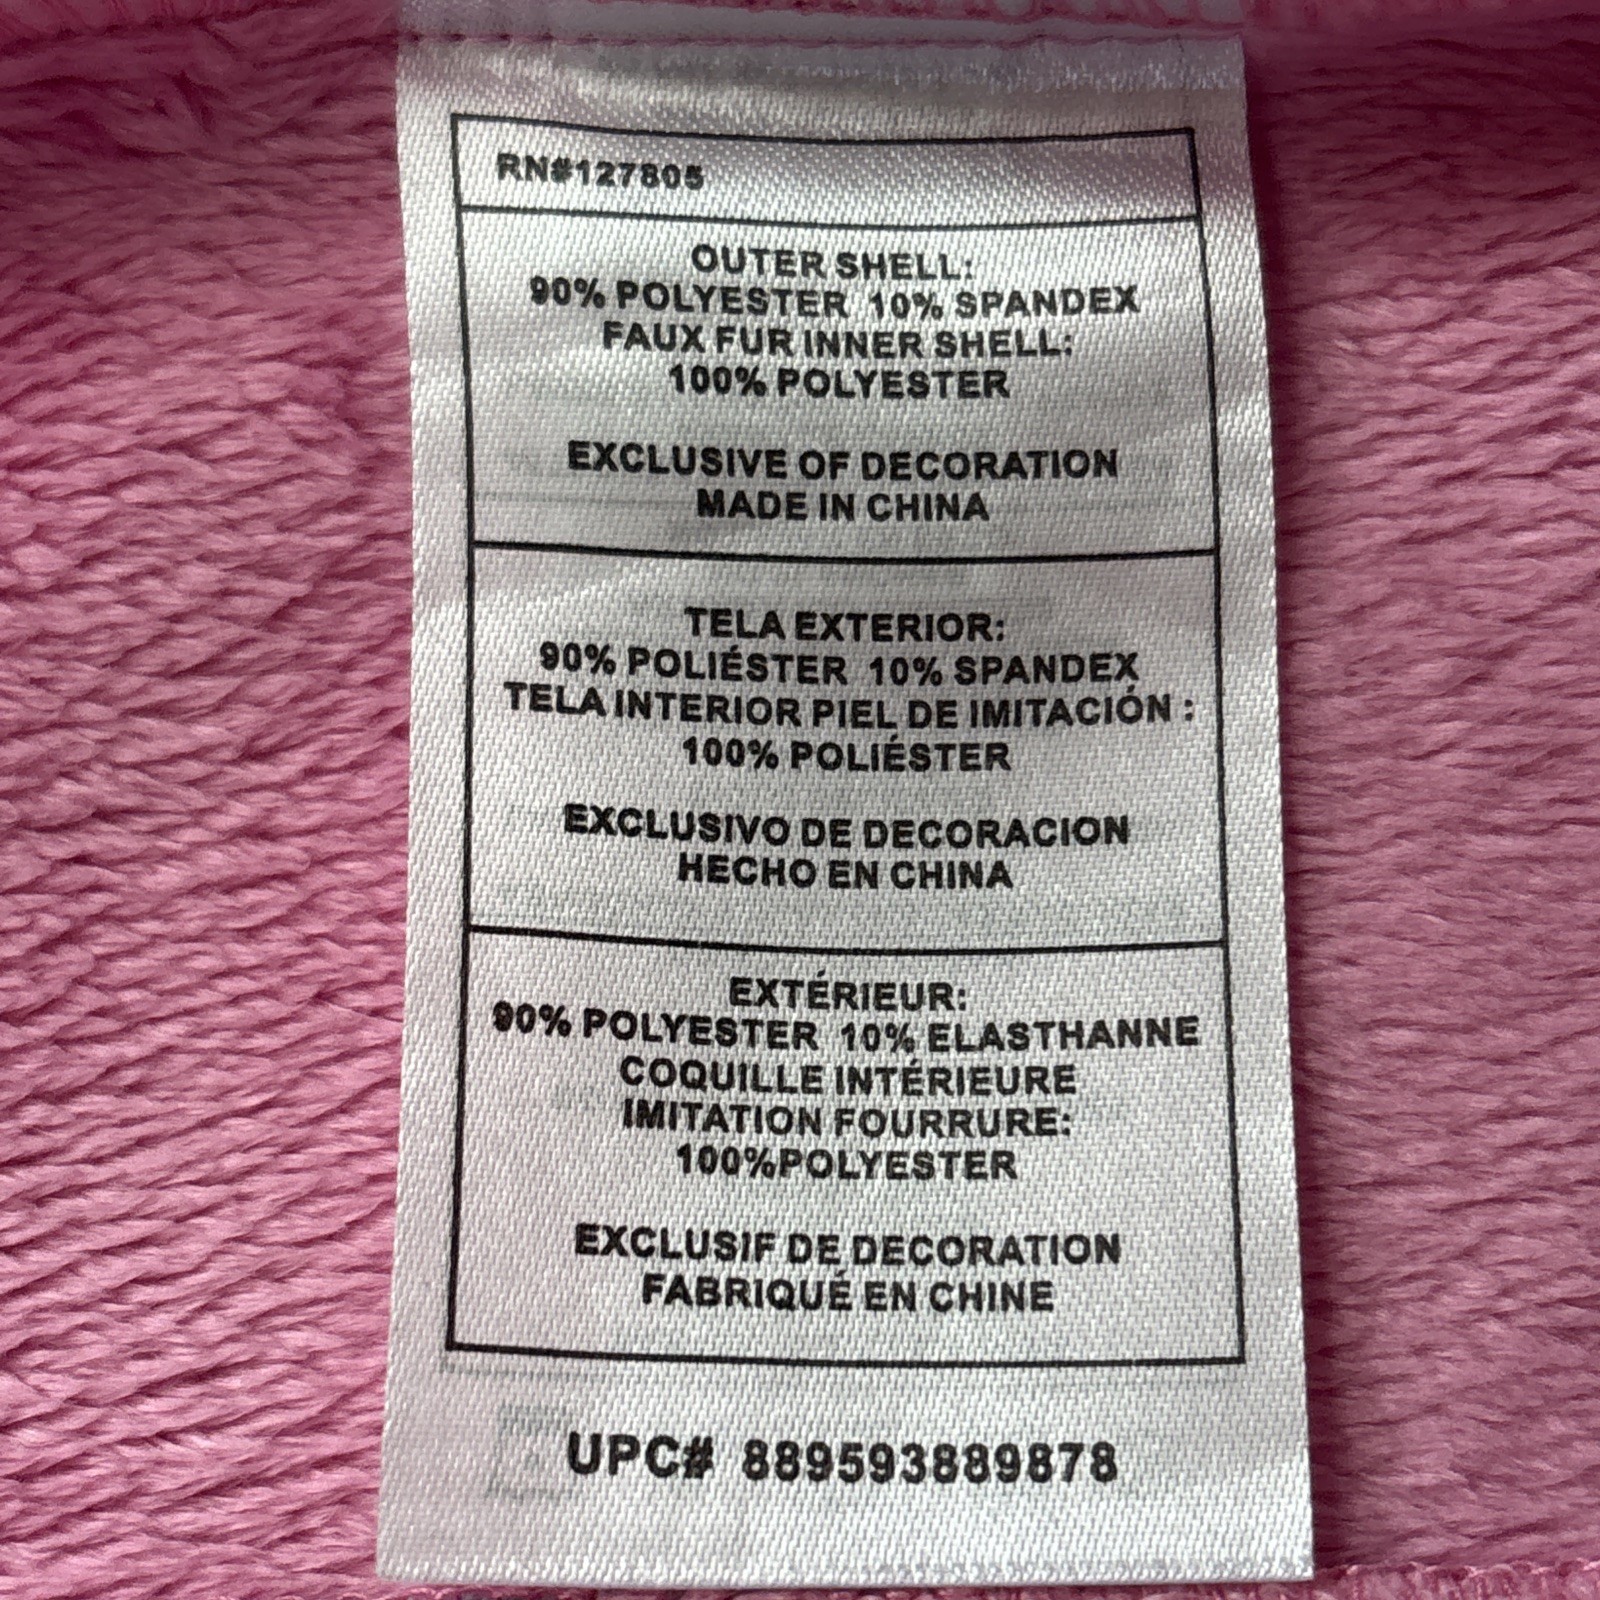 RN#127805
OUTER SHELL:
90% POLYESTER 10% SPANDEX
FAUX FUR INNER SHELL:
100% POLYESTER
EXCLUSIVE OF DECORATION
MADE IN CHINA
TELA EXTERIOR:
90% POLIÉSTER 10% SPANDEX
TELA INTERIOR PIEL DE IMITACIÓN :
100% POLIÉSTER
EXCLUSIVO DE DECORACION
HECHO EN CHINA
EXTÉRIEUR:
90% POLYESTER 10% ELASTHANNE
COQUILLE INTÉRIEURE
IMITATION FOURRURE:
100%POLYESTER
EXCLUSIF DE DECORATION
FABRIQUÉ EN CHINE
UPC# 889593889878